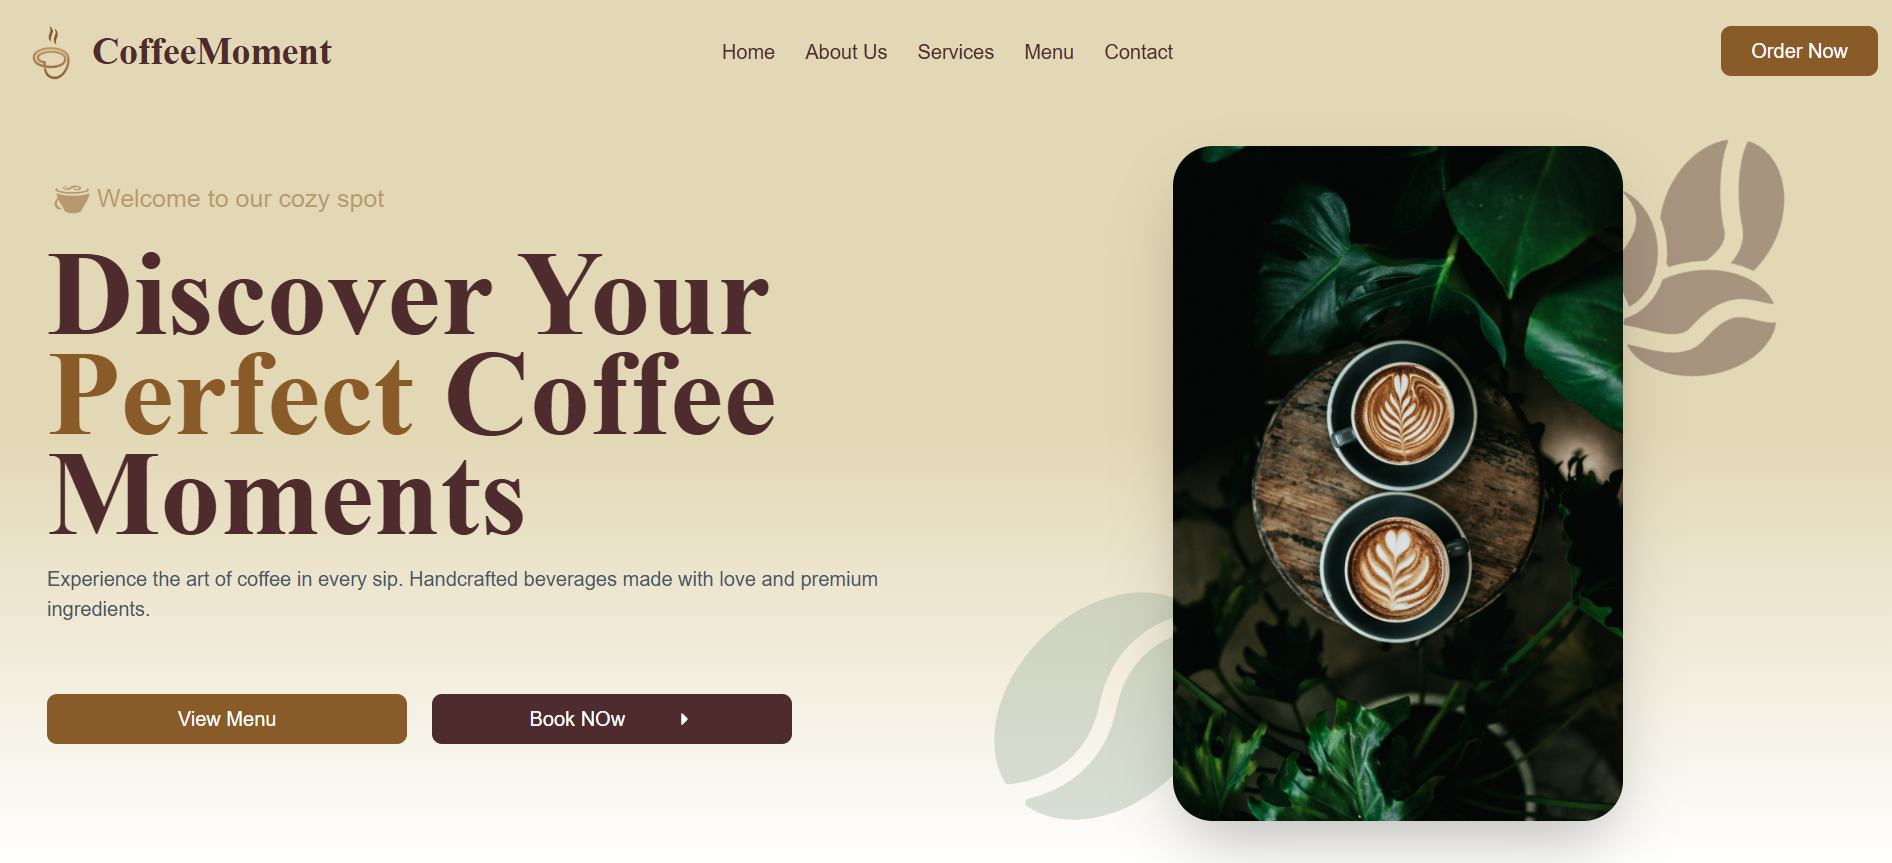 CoffeeMoment
Home About Us Services Menu Contact
Order Now
Welcome to our cozy spot
Discover Your
Perfect Coffee
Moments
Experience the art of coffee in every sip. Handcrafted beverages made with love and premium
ingredients.
View Menu
Book NOw